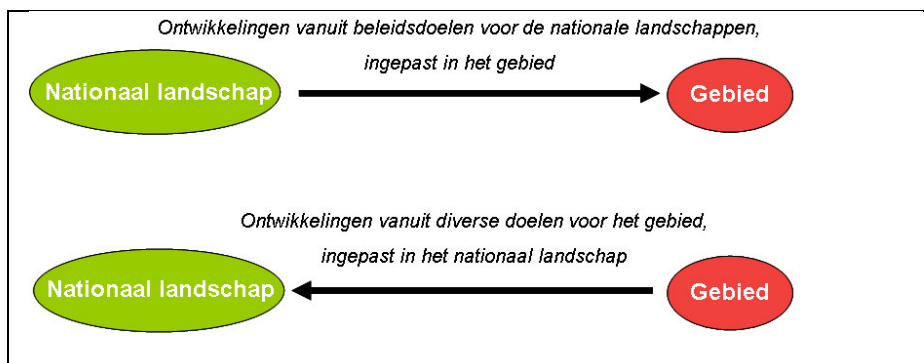 Ontwikkelingen vanuit beleidsdoelen voor de nationale landschappen,
ingepast in het gebied
Nationaal landschap
Gebied
Ontwikkelingen vanuit diverse doelen voor het gebied,
ingepast in het nationaal landschap
Nationaal landschap
Gebied